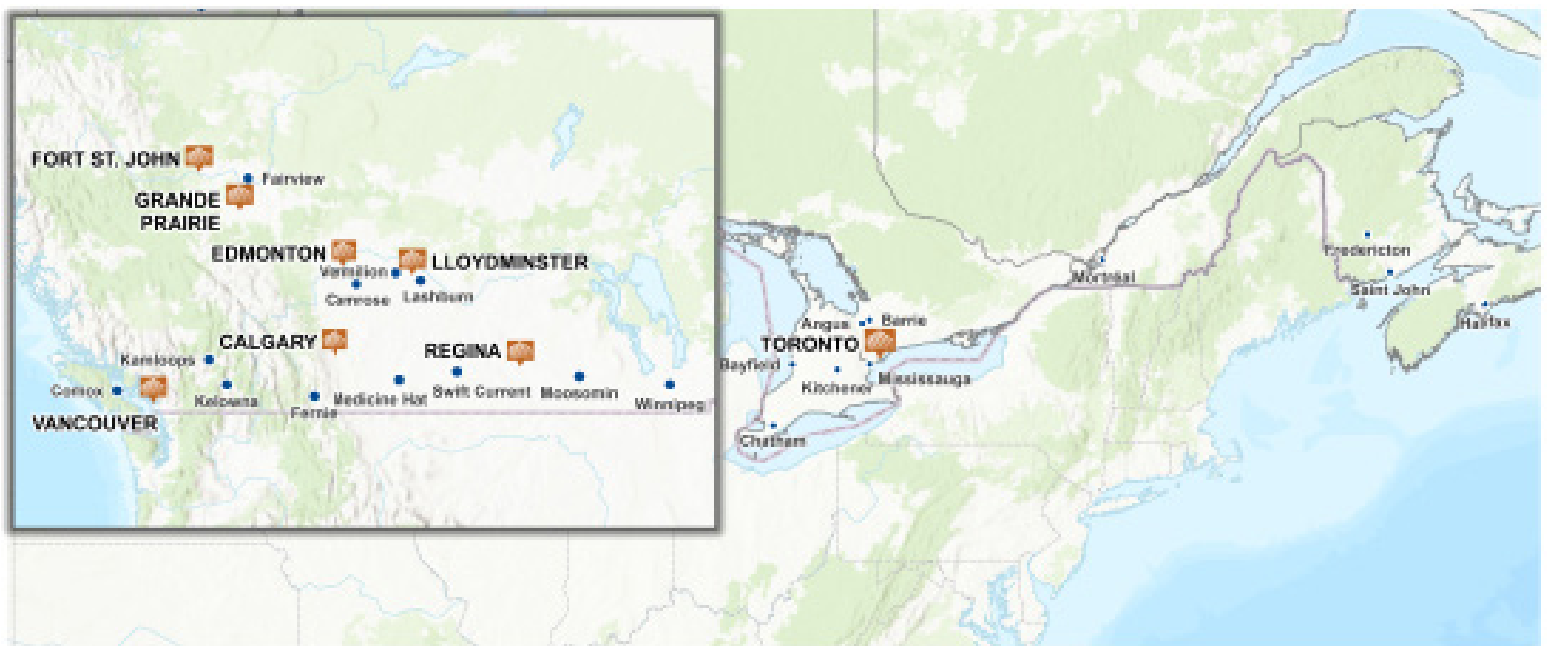 FORT ST. JOHN
Fairview
GRANDE
PRAIRIE
EDMONTON
LLOYDMINSTER
Vermilion
Camrose
Lashburn
CALGARY
REGINA
Kamloops
Comox
Kelowna
Fernie
Medicine Hat
Swift Current
Moosomin
Winnipeg
VANCOUVER
Fredericton
Montréal
Saint John
Halifax
Angus
Barrie
TORONTO
Bayfield
Kitchener
Mississauga
Chatham